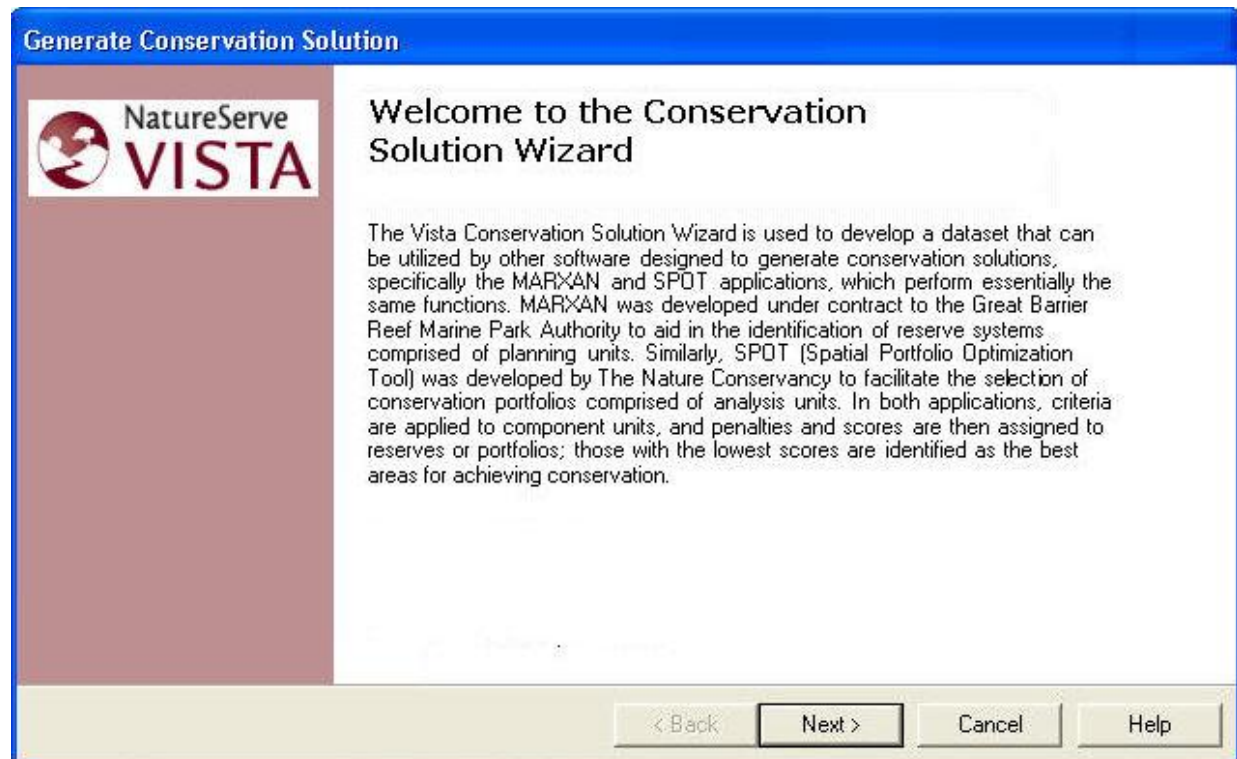 Generate Conservation Solution
NatureServe
VISTA
Welcome to the Conservation
Solution Wizard
The Vista Conservation Solution Wizard is used to develop a dataset that can
be utilized by other software designed to generate conservation solutions,
specifically the MARXAN and SPOT applications, which perform essentially the
same functions. MARXAN was developed under contract to the Great Barrier
Reef Marine Park Authority to aid in the identification of reserve systems
comprised of planning units. Similarly, SPOT (Spatial Portfolio Optimization
Tool) was developed by The Nature Conservancy to facilitate the selection of
conservation portfolios comprised of analysis units. In both applications, criteria
are applied to component units, and penalties and scores are then assigned to
reserves or portfolios; those with the lowest scores are identified as the best
areas for achieving conservation.
< Back Next > Cancel Help